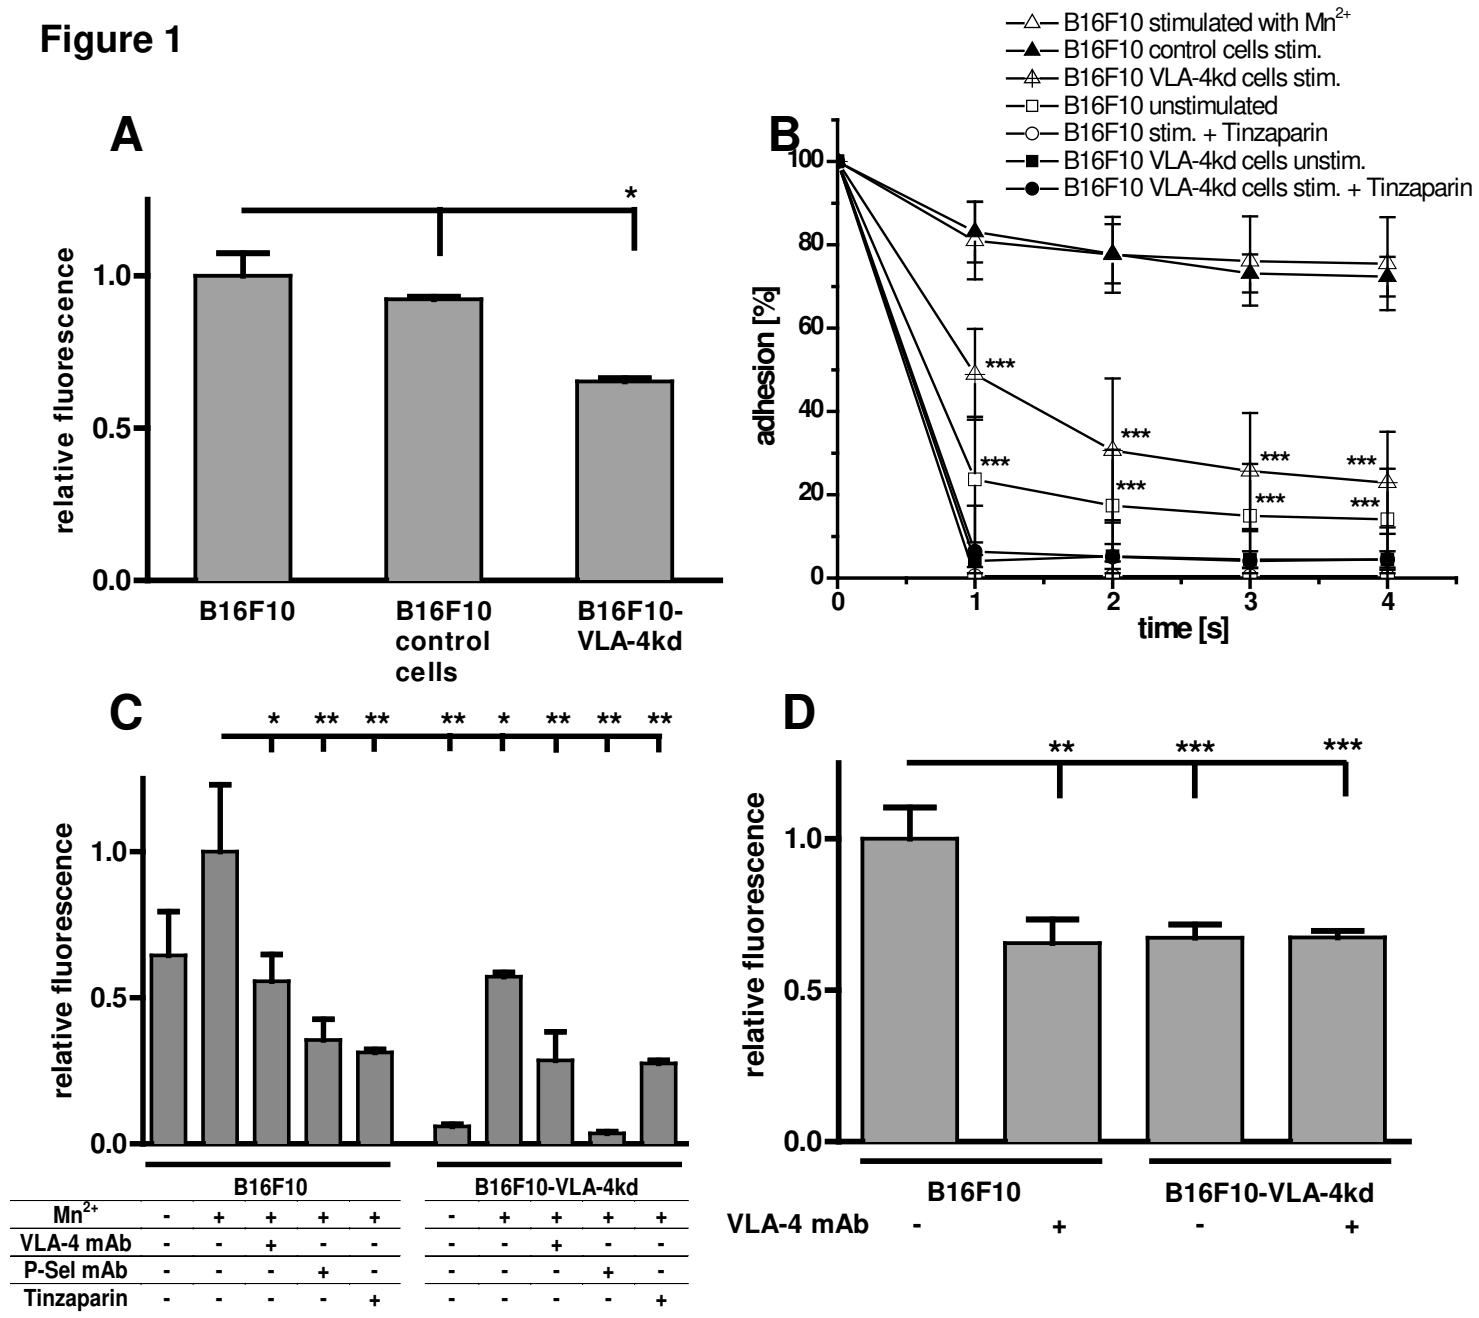 Figure 1
A
*
relative fluorescence
1.0
0.5
0.0
B16F10
B16F10 control cells
B16F10-VLA-4kd
B
B16F10 stimulated with Mn2+
B16F10 control cells stim.
B16F10 VLA-4kd cells stim.
B16F10 unstimulated
B16F10 stim. + Tinzaparin
B16F10 VLA-4kd cells unstim.
B16F10 VLA-4kd cells stim. + Tinzaparin
adhesion [%]
100
80
60
40
20
0
*** *** *** ***
*** *** *** ***
0 1 2 3 4
time [s]
C
* ** ** ** * ** ** **
relative fluorescence
1.0
0.5
0.0
B16F10 B16F10-VLA-4kd
Mn2+ - + + + + - + + + +
VLA-4 mAb - - + - - - - + - -
P-Sel mAb - - - + - - - - + -
Tinzaparin - - - - + - - - - +
D
** *** ***
relative fluorescence
1.0
0.5
0.0
B16F10 B16F10-VLA-4kd
VLA-4 mAb - + - +